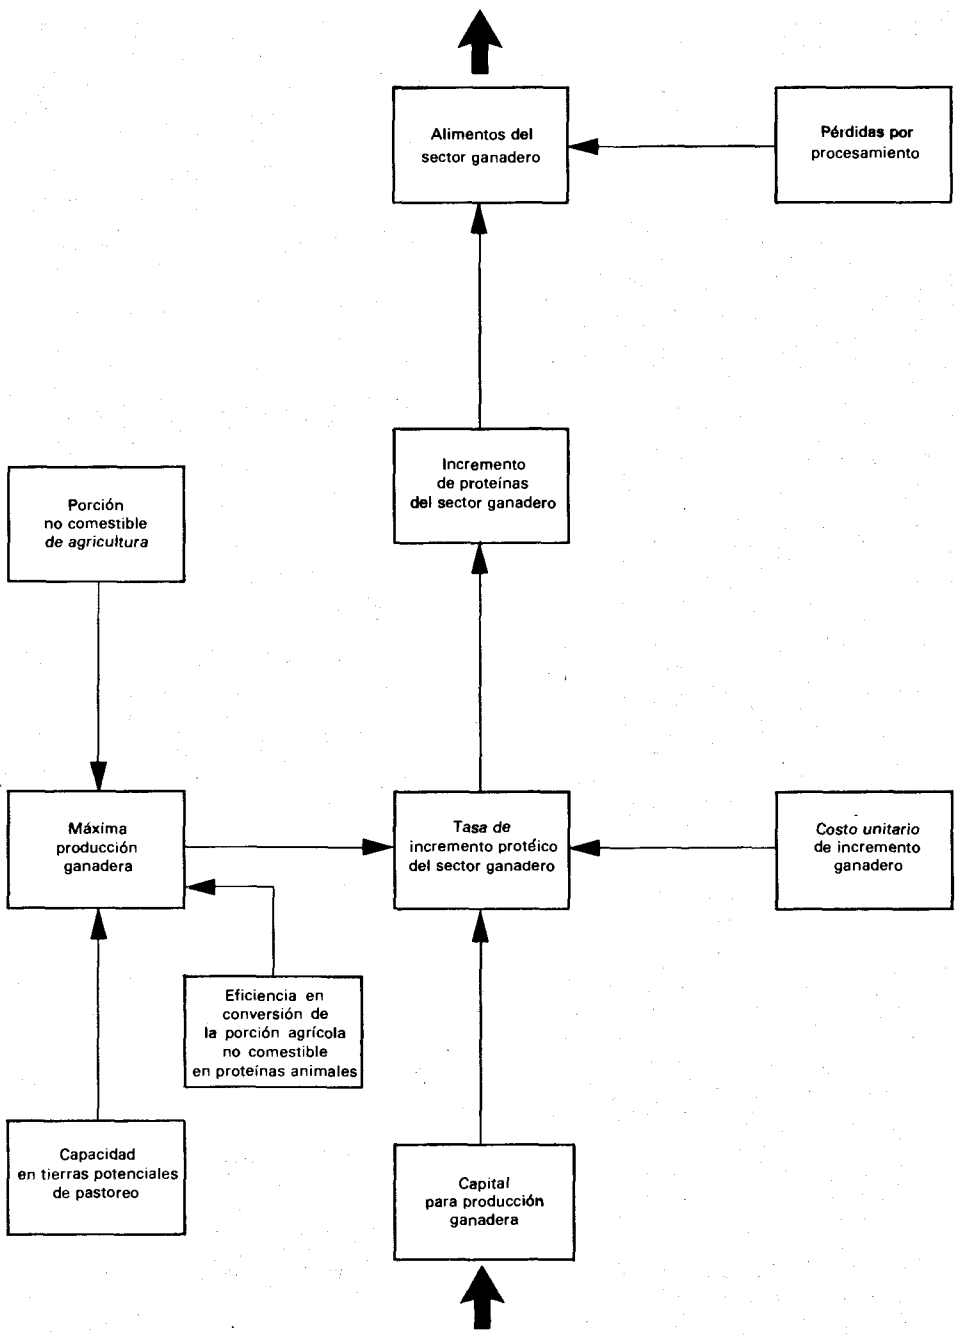 Alimentos del
sector ganadero
Pérdidas por
procesamiento
Incremento
de proteínas
del sector ganadero
Porción
no comestible
de agricultura
Máxima
producción
ganadera
Tasa de
incremento protéico
del sector ganadero
Costo unitario
de incremento
ganadero
Eficiencia en
conversión de
la porción agrícola
no comestible
en proteínas animales
Capacidad
en tierras potenciales
de pastoreo
Capital
para producción
ganadera